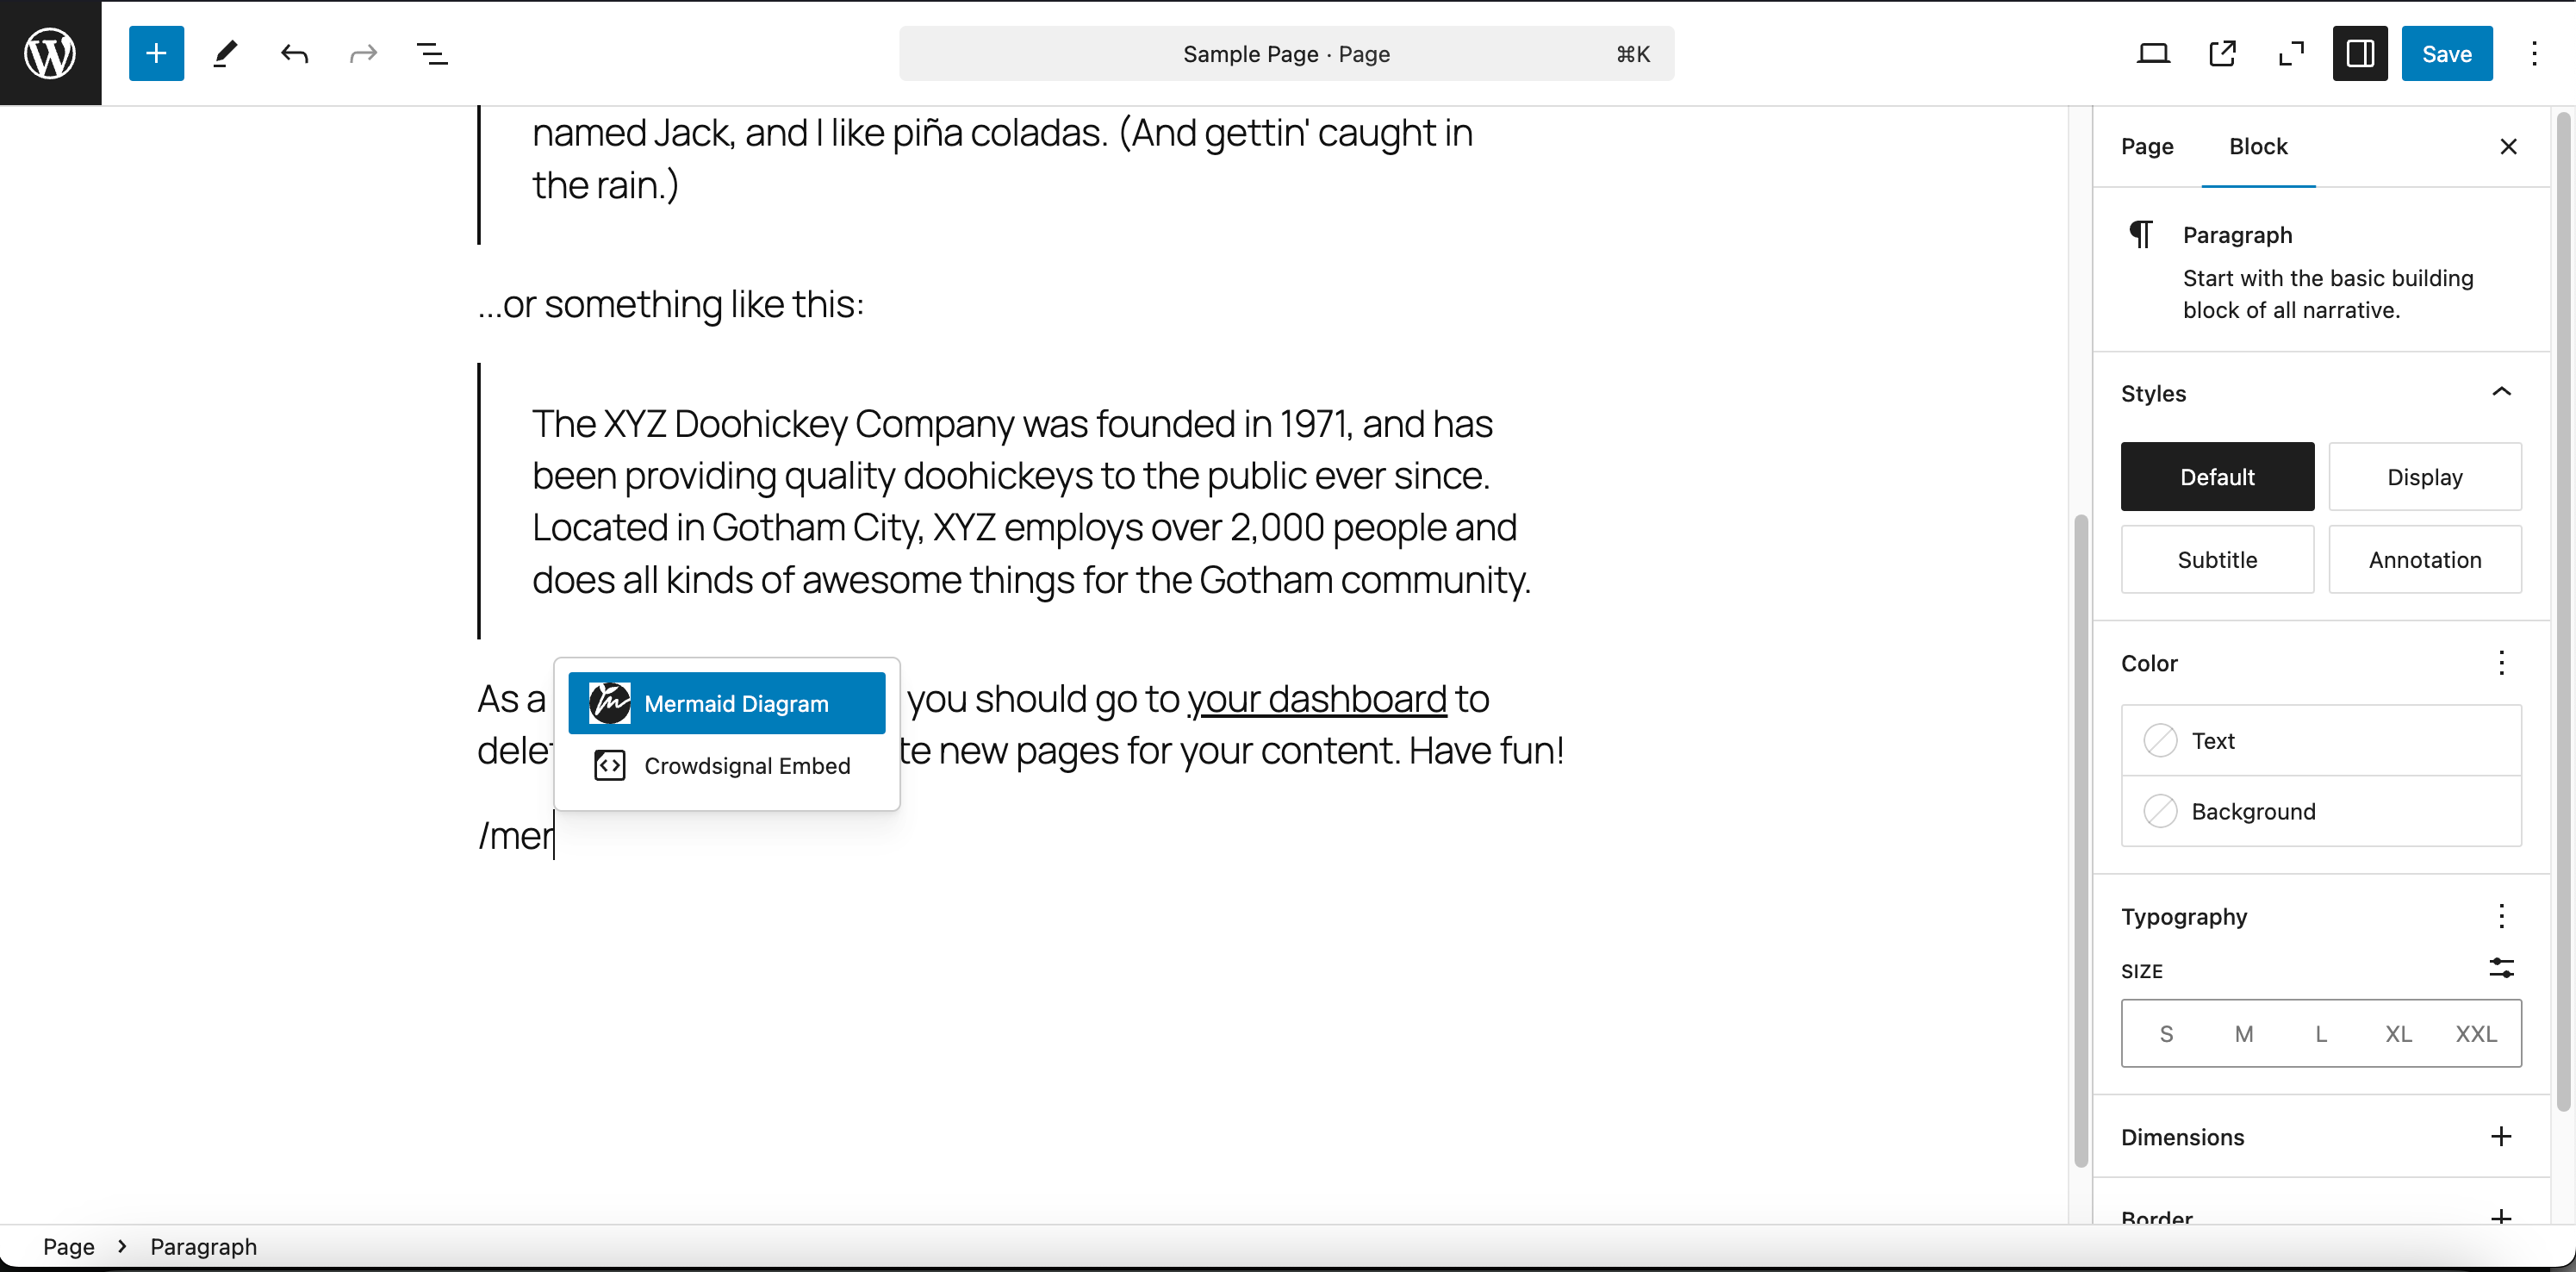 Sample Page · Page
⌘K
Save
named Jack, and I like piña coladas. (And gettin' caught in
the rain.)
...or something like this:
The XYZ Doohickey Company was founded in 1971, and has
been providing quality doohickeys to the public ever since.
Located in Gotham City, XYZ employs over 2,000 people and
does all kinds of awesome things for the Gotham community.
As a
you should go to your dashboard to
new pages for your content. Have fun!
Mermaid Diagram
Crowdsignal Embed
/mer
Page
Block
Paragraph
Start with the basic building
block of all narrative.
Styles
Default
Display
Subtitle
Annotation
Color
Text
Background
Typography
SIZE
S M L XL XXL
Dimensions
Border
Page
Paragraph